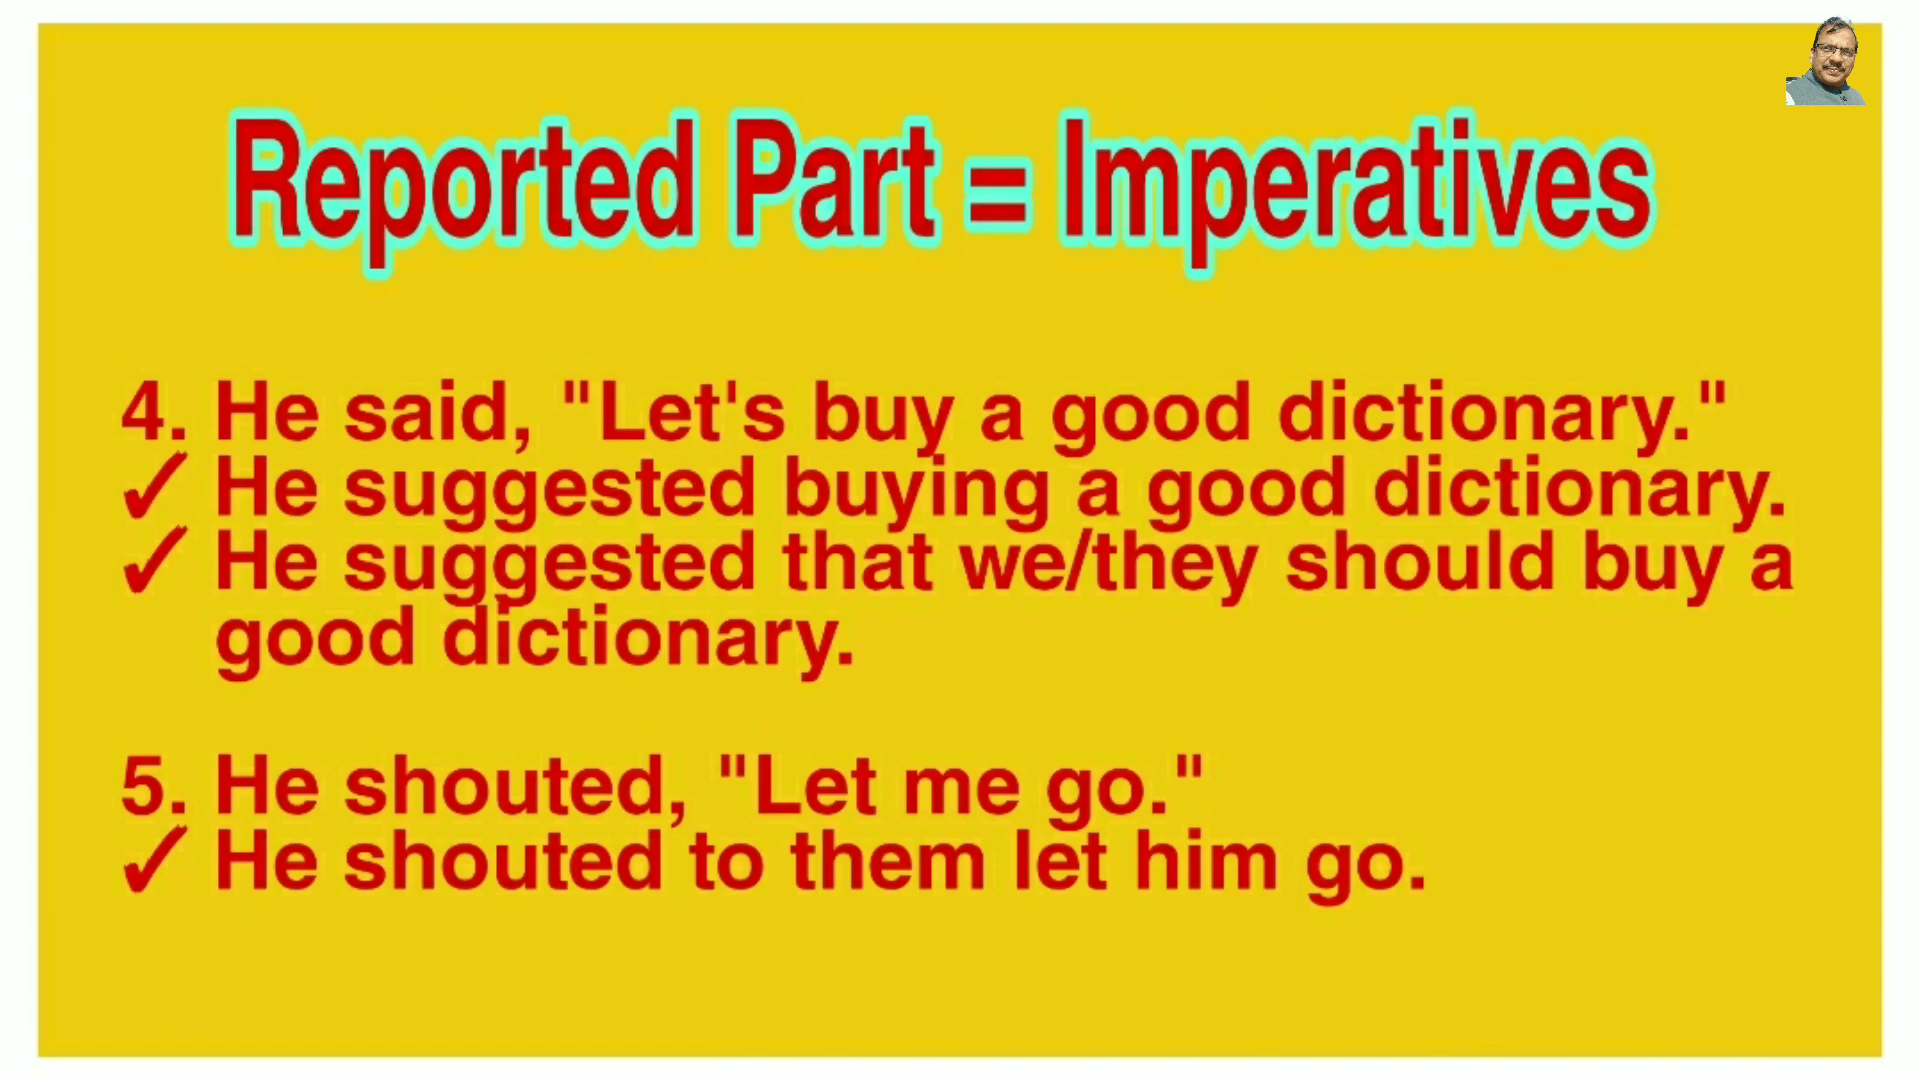 Reported Part = Imperatives
4. He said, "Let's buy a good dictionary."
✓ He suggested buying a good dictionary.
✓ He suggested that we/they should buy a
good dictionary.
5. He shouted, "Let me go."
✓ He shouted to them let him go.